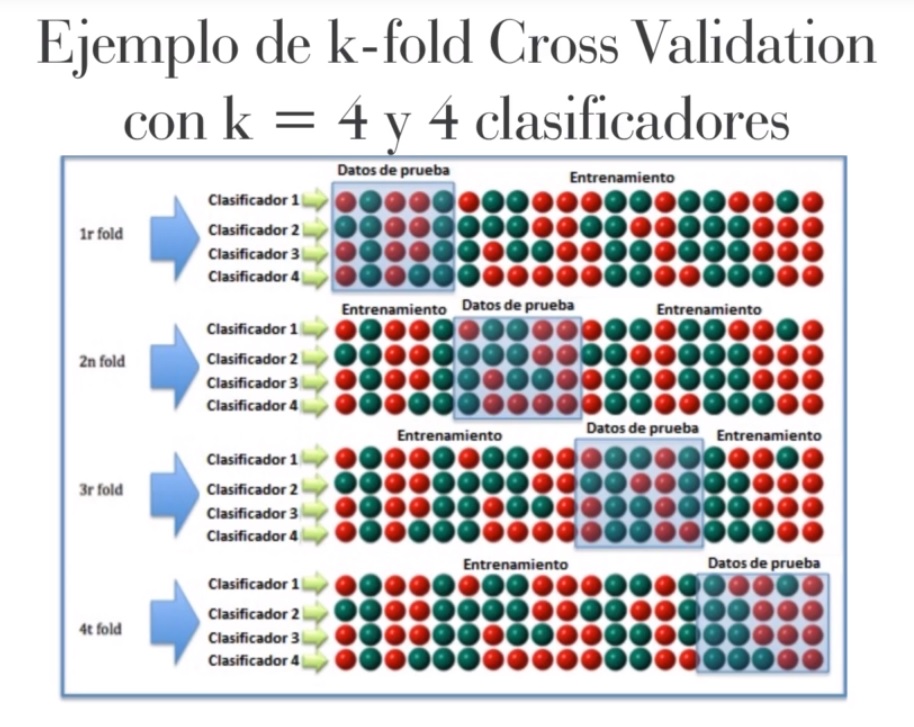 Ejemplo de k-fold Cross Validation
con k = 4 y 4 clasificadores
Datos de prueba
Entrenamiento
1r fold
Clasificador 1
Clasificador 2
Clasificador 3
Clasificador 4
Entrenamiento
Datos de prueba
Entrenamiento
2n fold
Clasificador 1
Clasificador 2
Clasificador 3
Clasificador 4
Entrenamiento
Datos de prueba
Entrenamiento
3r fold
Clasificador 1
Clasificador 2
Clasificador 3
Clasificador 4
Entrenamiento
Datos de prueba
4t fold
Clasificador 1
Clasificador 2
Clasificador 3
Clasificador 4